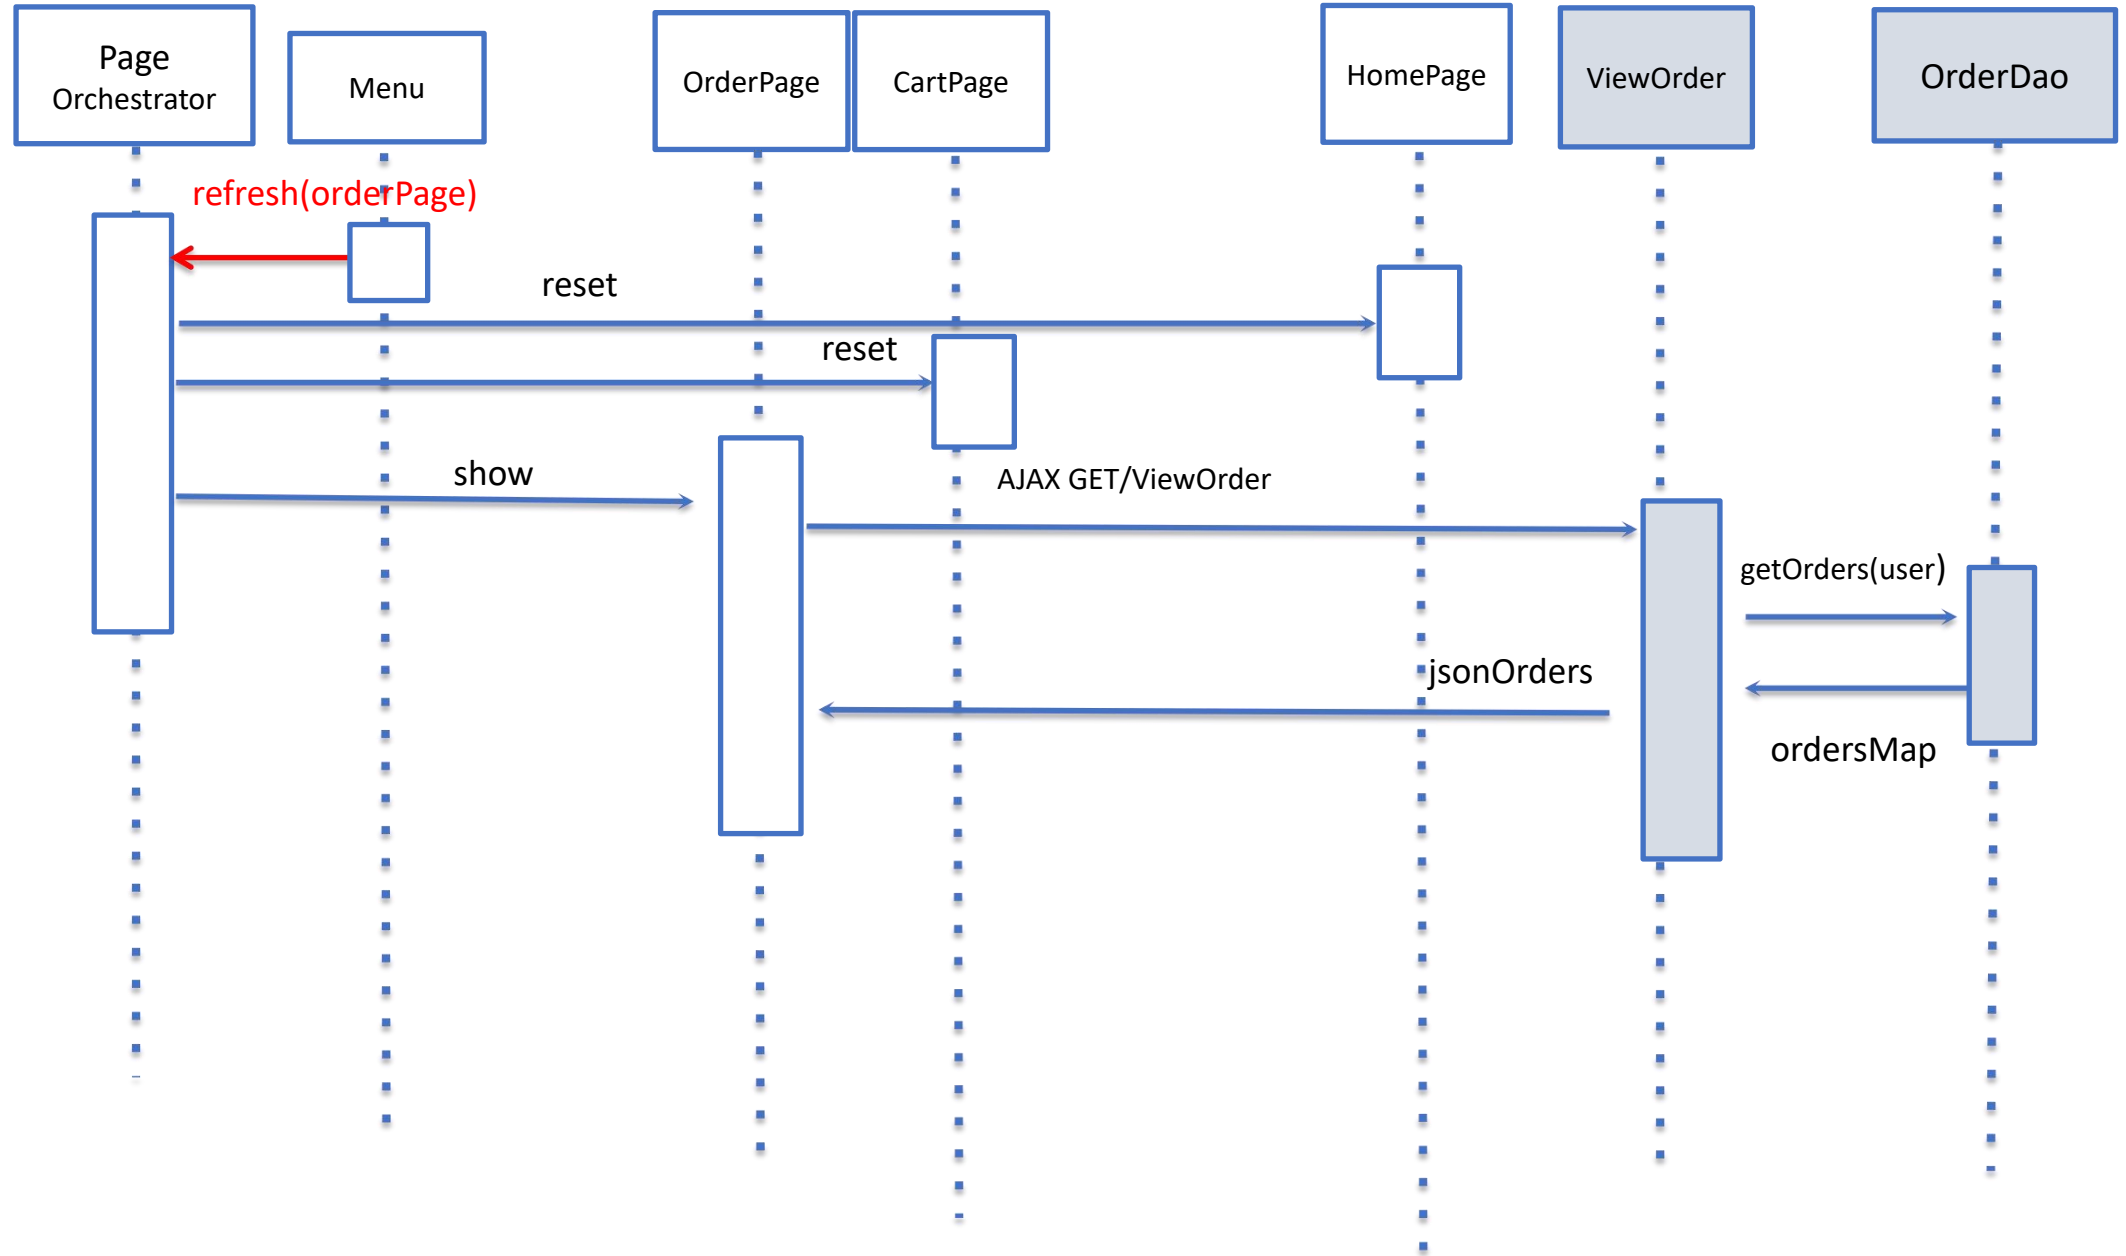 Page
Orchestrator
Menu
OrderPage
CartPage
HomePage
ViewOrder
OrderDao
refresh(orderPage)
reset
reset
show
AJAX GET/ViewOrder
getOrders(user)
jsonOrders
ordersMap